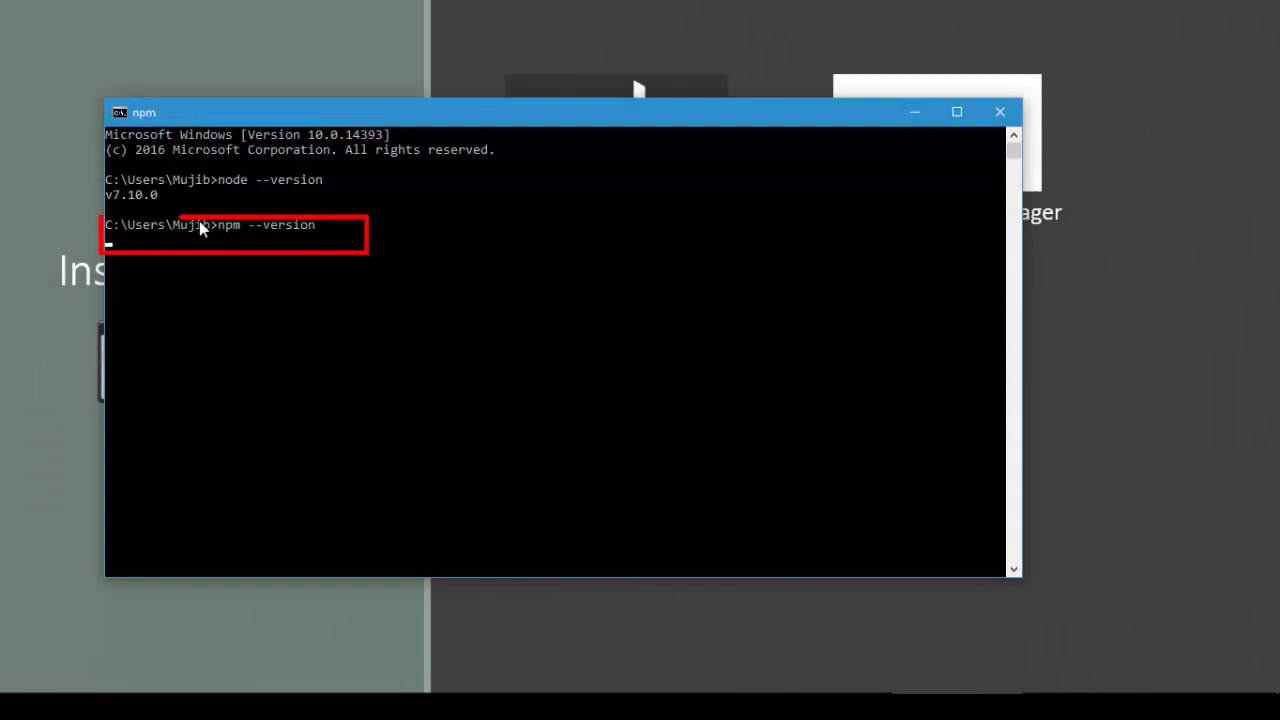 npm
Microsoft Windows [Version 10.0.14393]
(c) 2016 Microsoft Corporation. All rights reserved.
C:\Users\Mujib>node --version
v7.10.0
C:\Users\Mujib>npm --version
Ins
ager